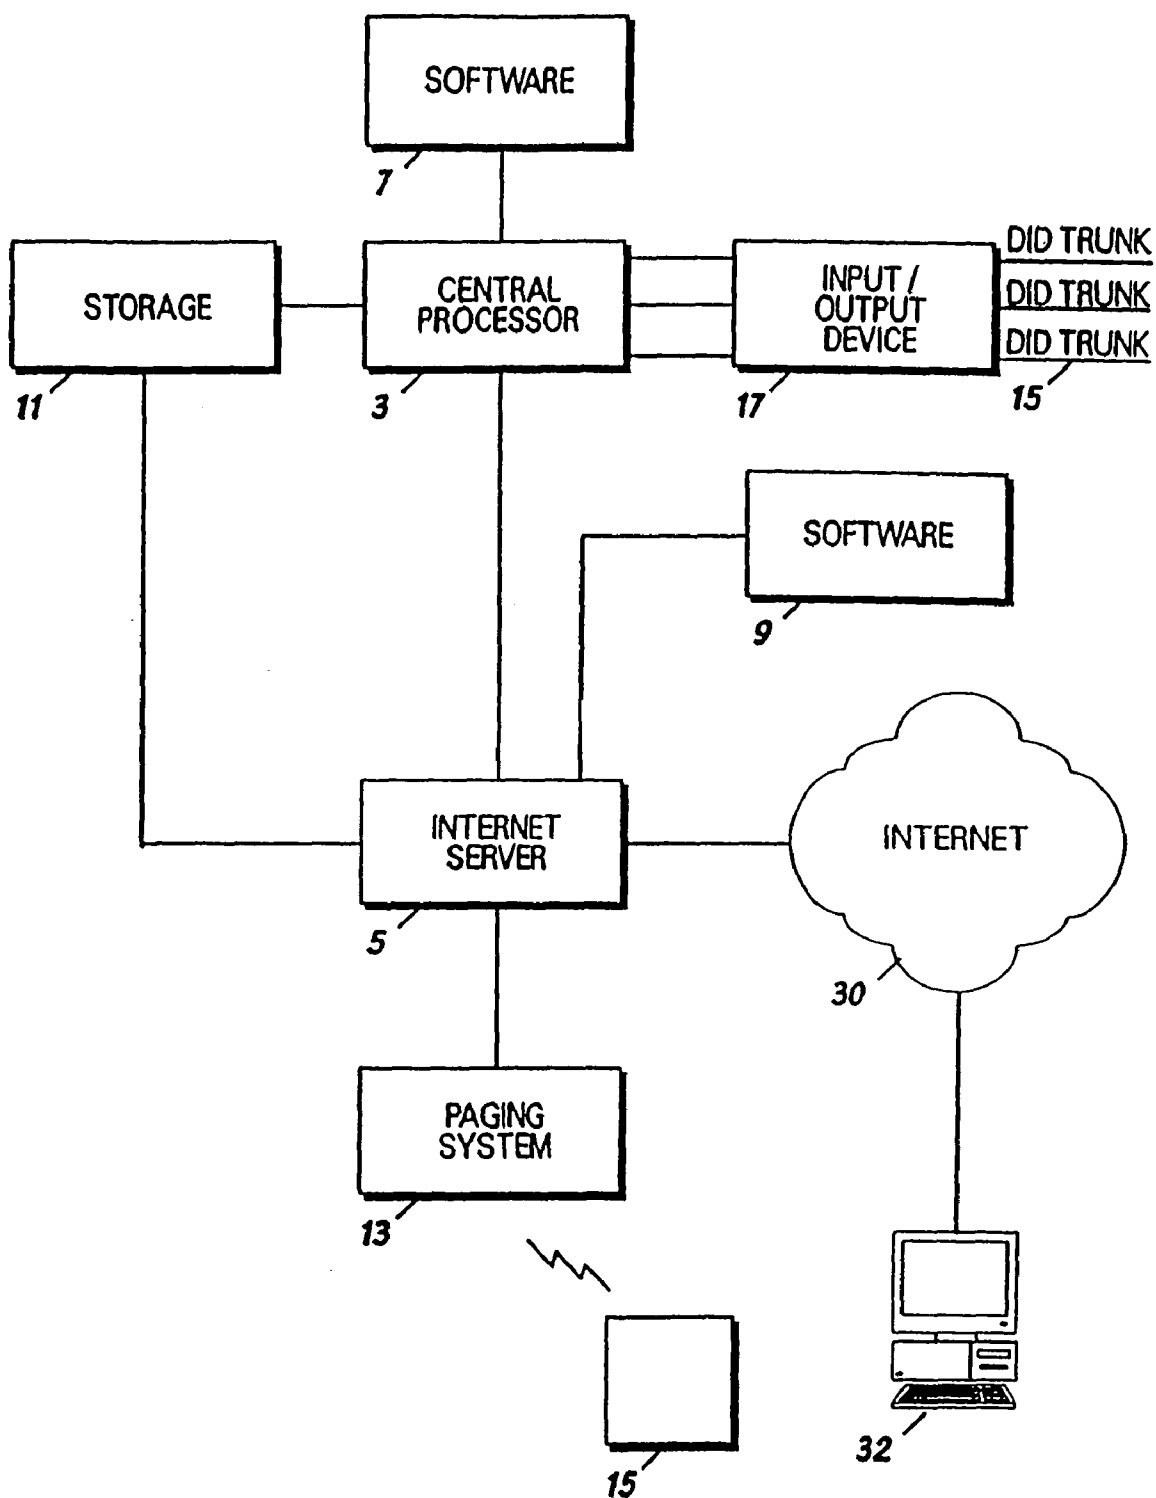 SOFTWARE
7
DID TRUNK
STORAGE
CENTRAL
PROCESSOR
INPUT /
OUTPUT
DEVICE
DID TRUNK
DID TRUNK
11
3
17
15
SOFTWARE
9
INTERNET
SERVER
INTERNET
5
30
PAGING
SYSTEM
13
32
15